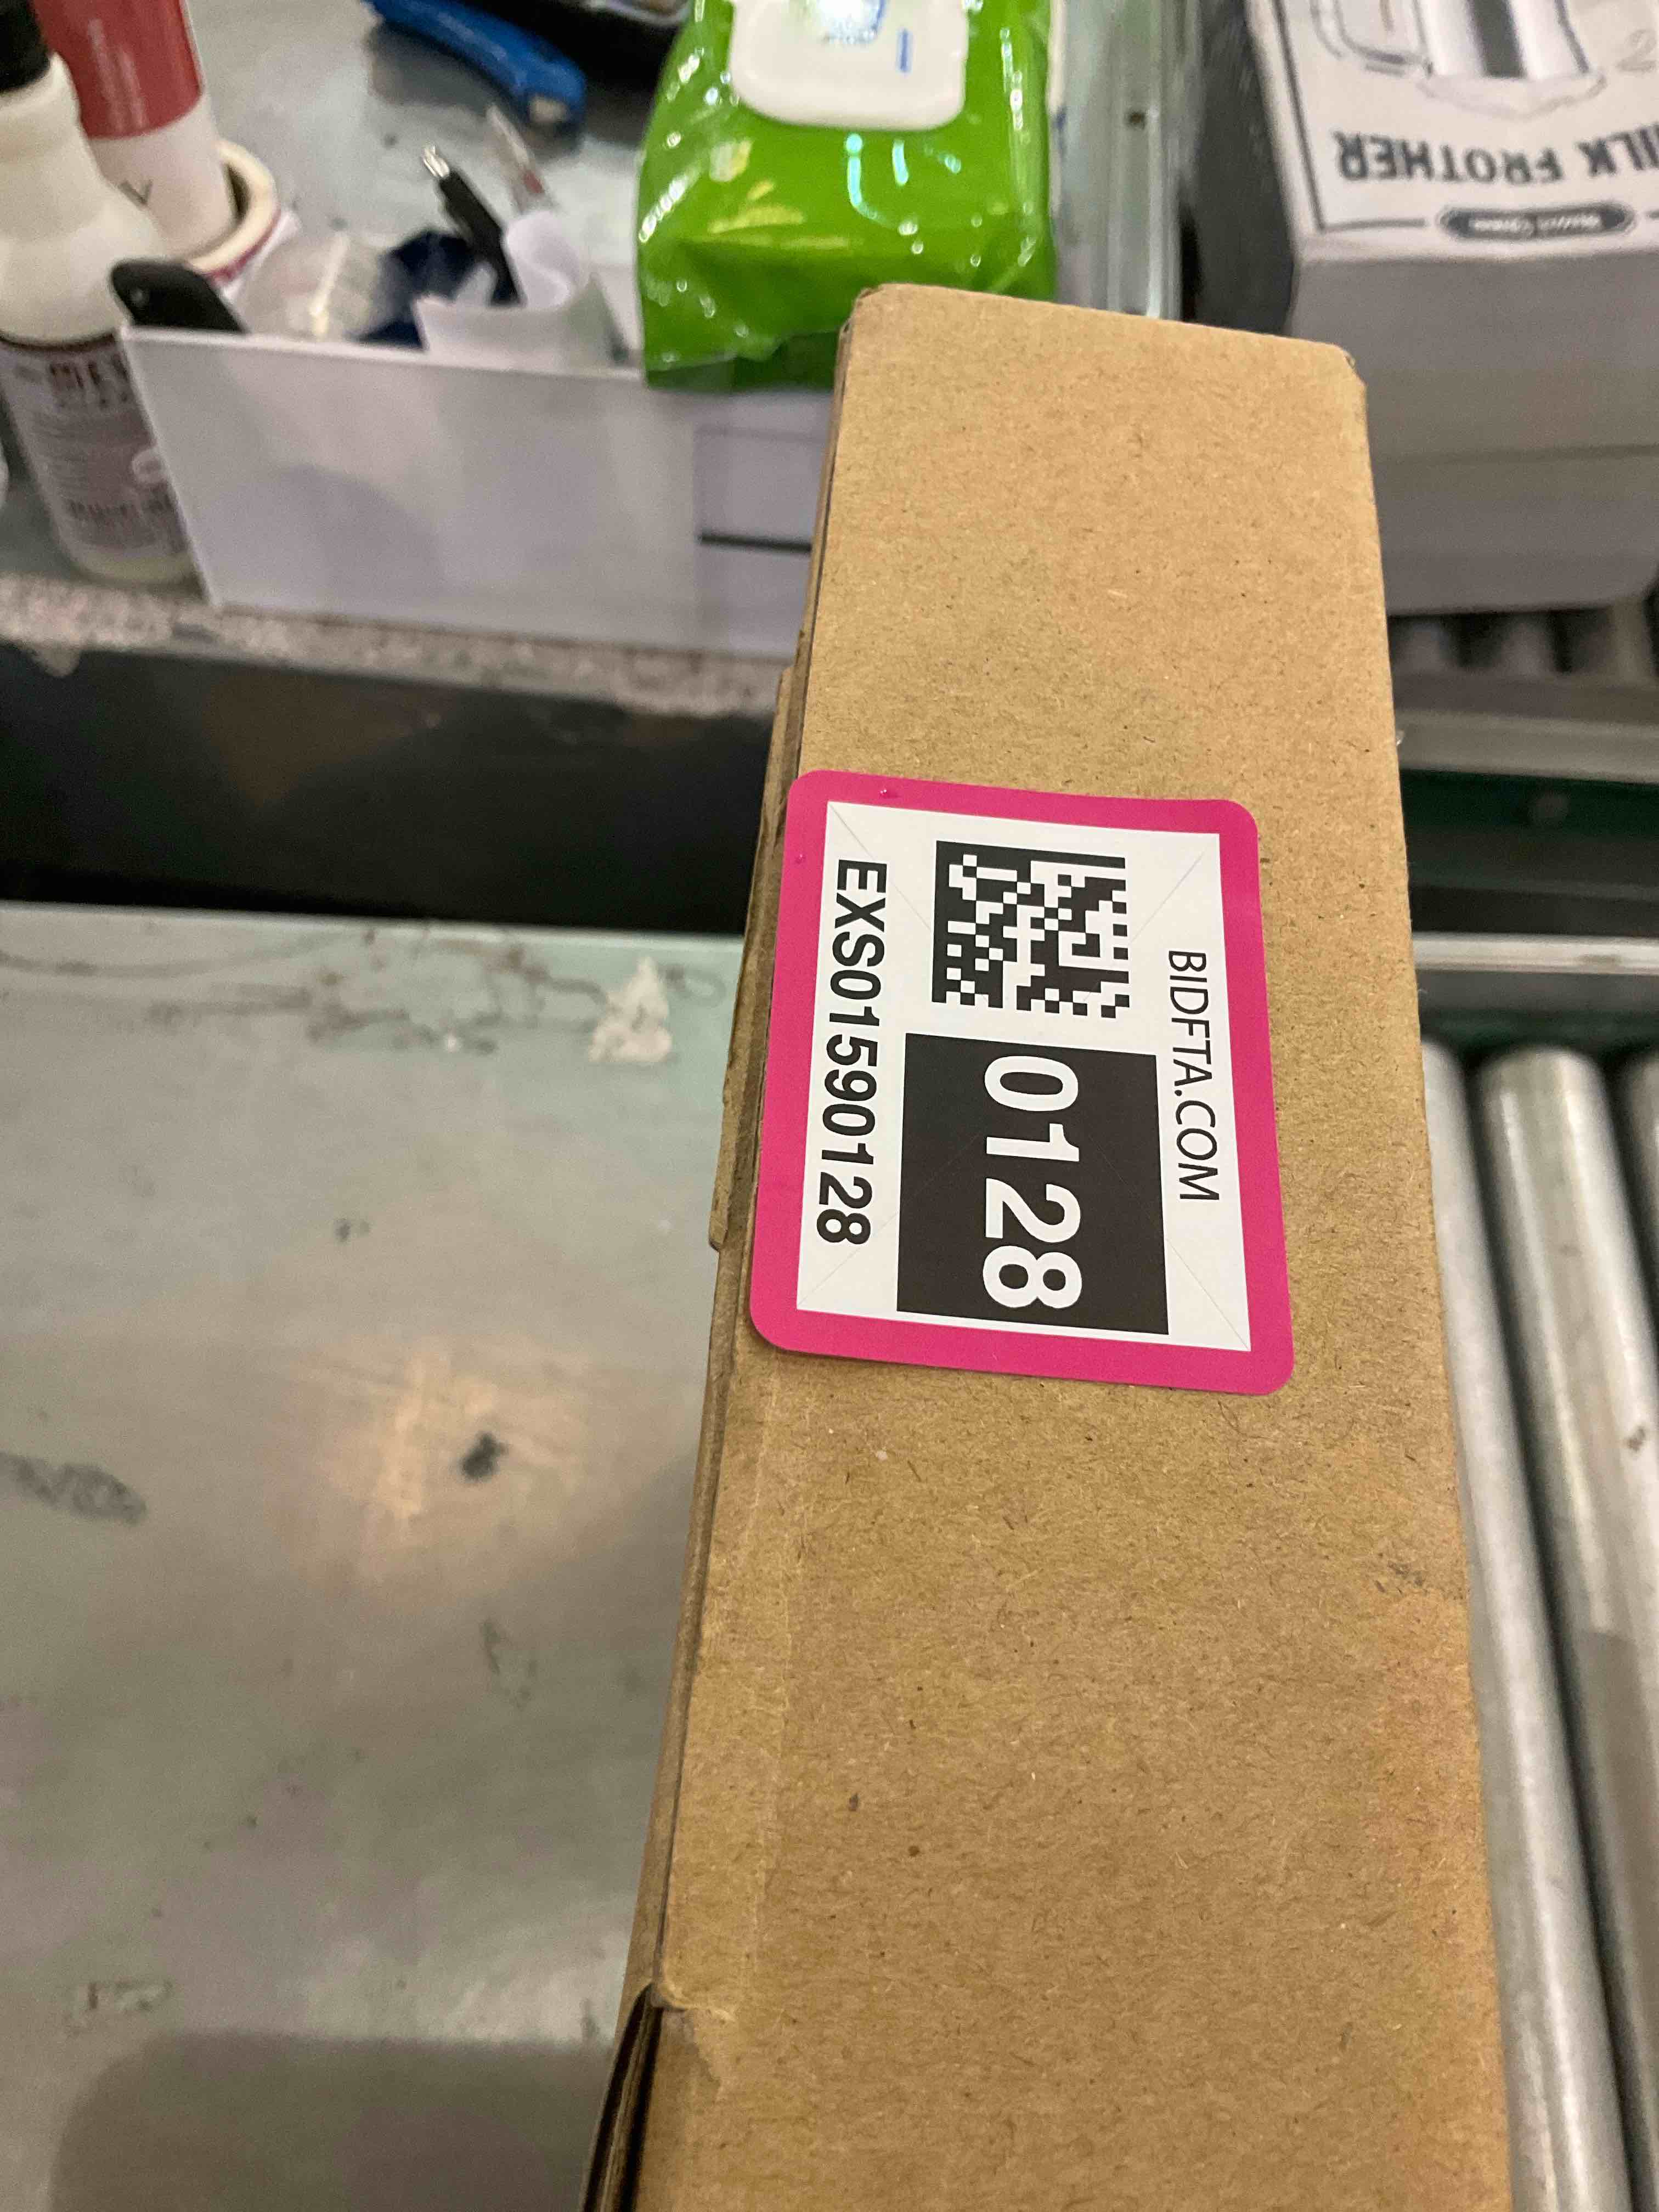 BIDFTA.COM
0128
EXS01590128
MILK FROTHER